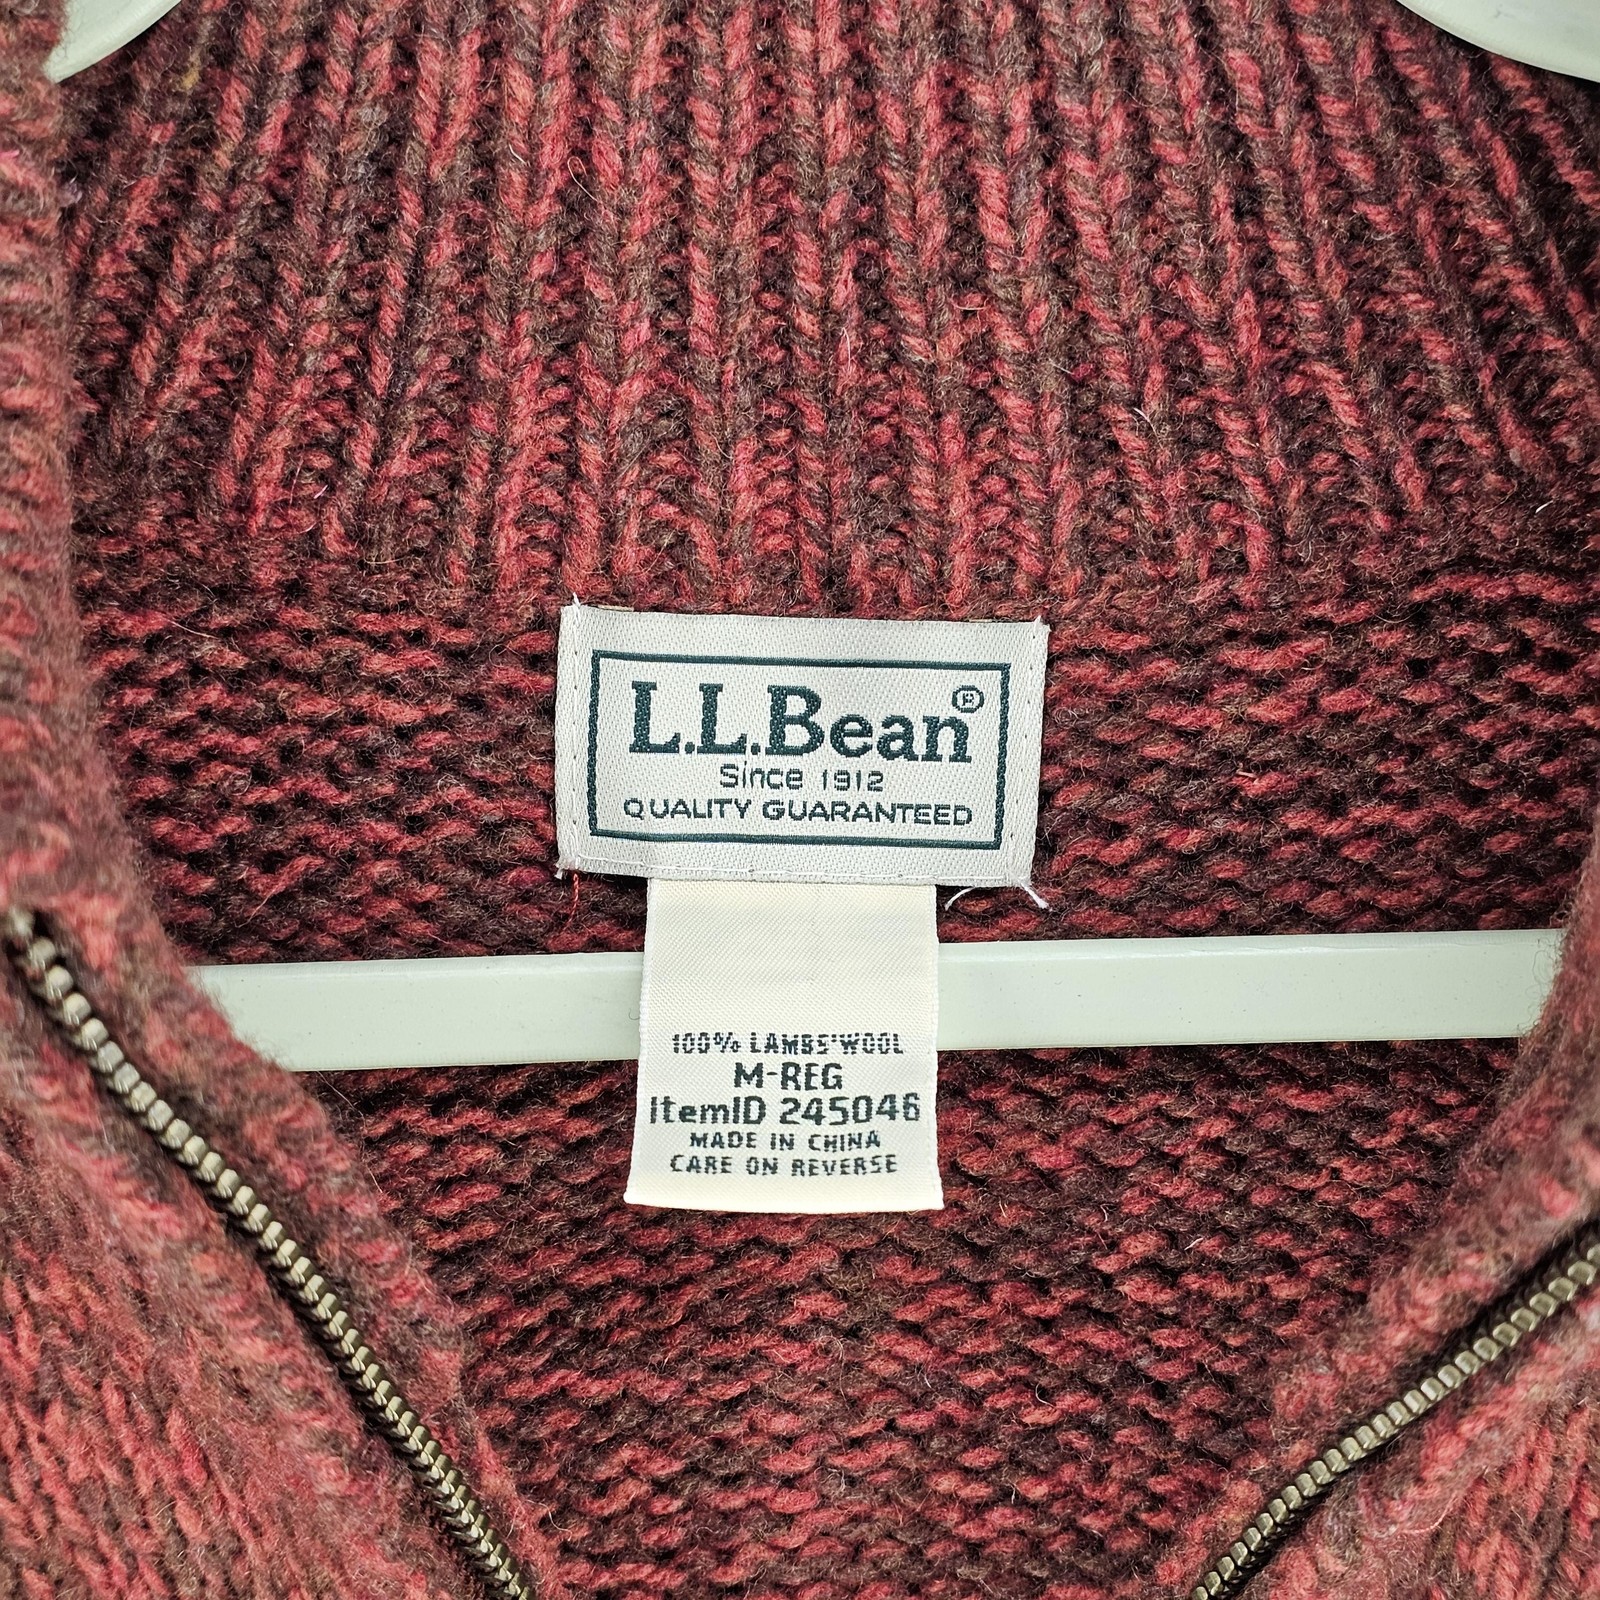 L.L.Bean®
Since 1912
QUALITY GUARANTEED
100% LAMBS'WOOL
M-REG
ItemID 245046
MADE IN CHINA
CARE ON REVERSE